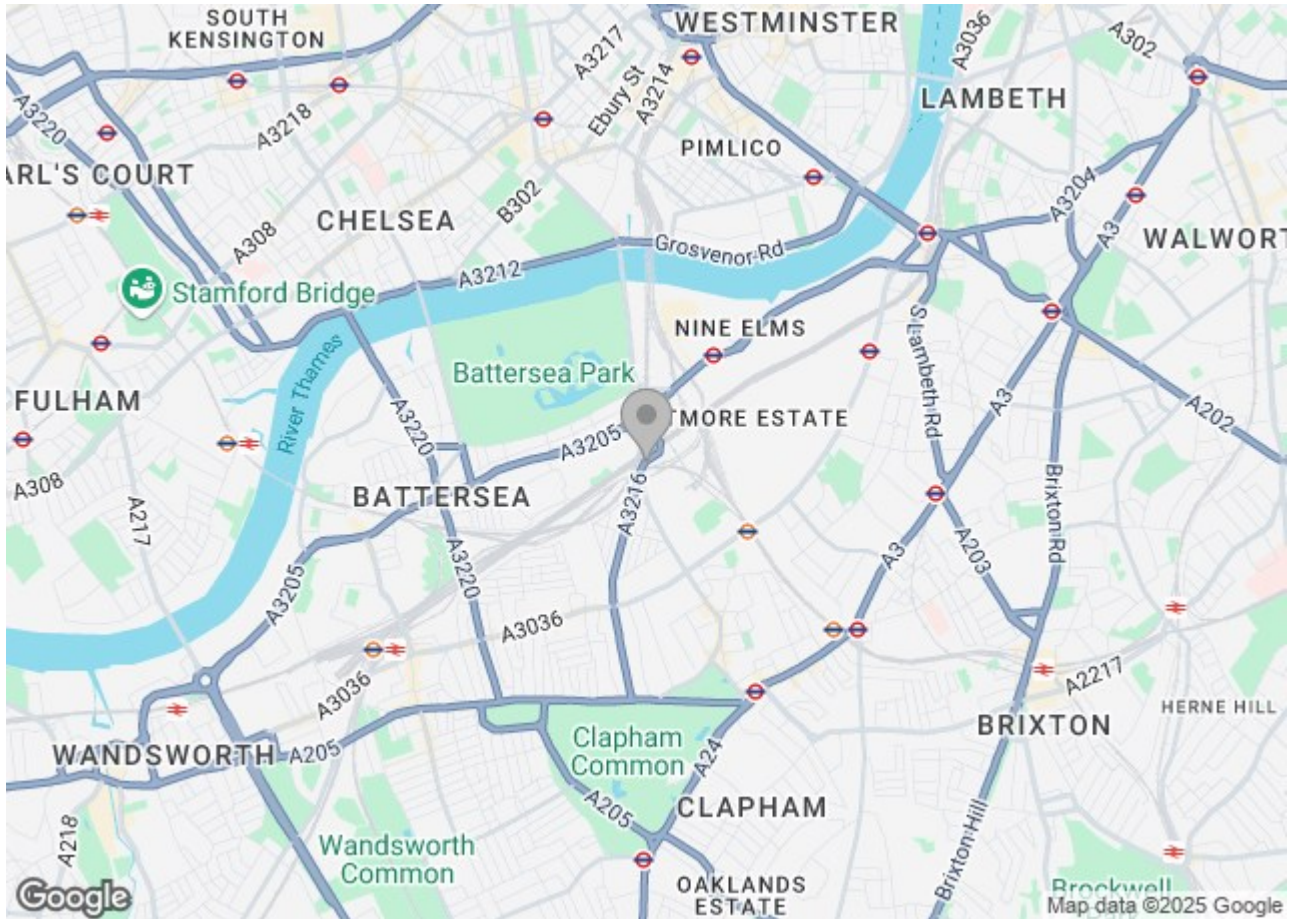 SOUTH
KENSINGTON
WESTMINSTER
A3036
A302
A3217
A3214
Ebury St
A3220
A3218
LAMBETH
PIMLICO
ARL'S COURT
B302
A3204
CHELSEA
A308
A3
WALWORT
Grosvenor Rd
A3212
Stamford Bridge
NINE ELMS
S Lambeth Rd
River Thames
Battersea Park
FULHAM
A3220
TMORE ESTATE
A3
A202
A3205
A308
BATTERSEA
A3216
A217
Brixton Rd
A203
A3
A3220
A3205
A3036
A3036
A2217
HERNE HILL
BRIXTON
WANDSWORTH
A205
Clapham
Common
A24
CLAPHAM
A205
A218
Wandsworth
Common
Brixton Hill
OAKLANDS
ESTATE
Brockwell
Google
Map data ©2025 Google